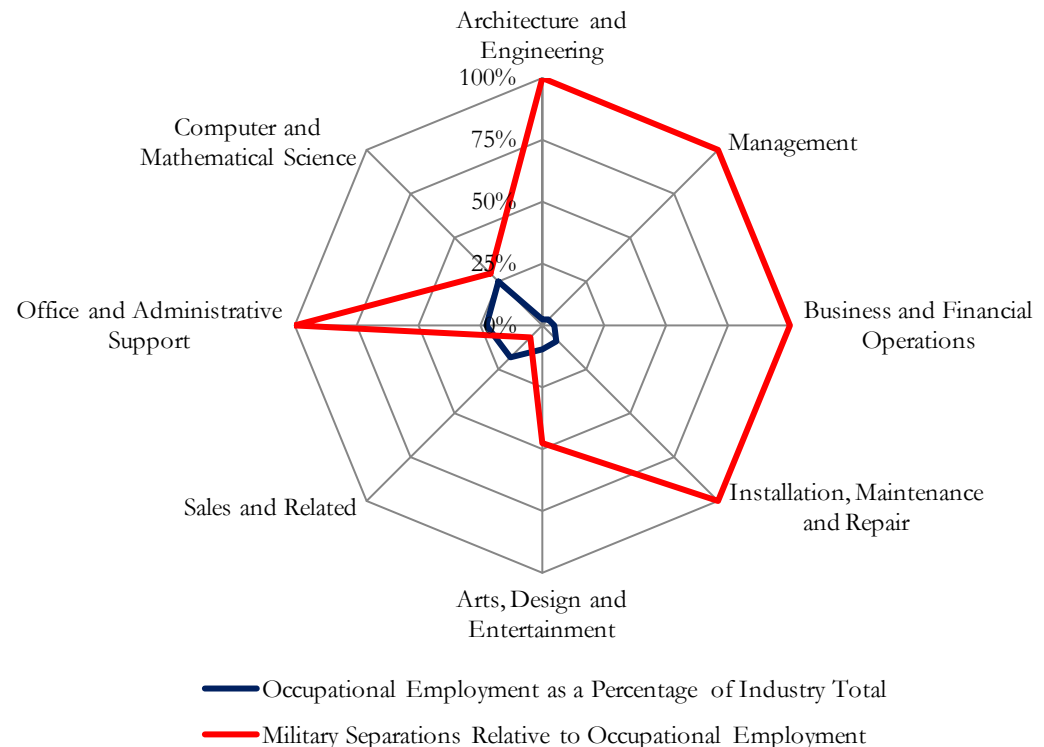 Architecture and
Engineering
100%
75%
50%
25%
0%
Computer and
Mathematical Science
Management
Office and Administrative
Support
Business and Financial
Operations
Sales and Related
Installation, Maintenance
and Repair
Arts, Design and
Entertainment
Occupational Employment as a Percentage of Industry Total
Military Separations Relative to Occupational Employment